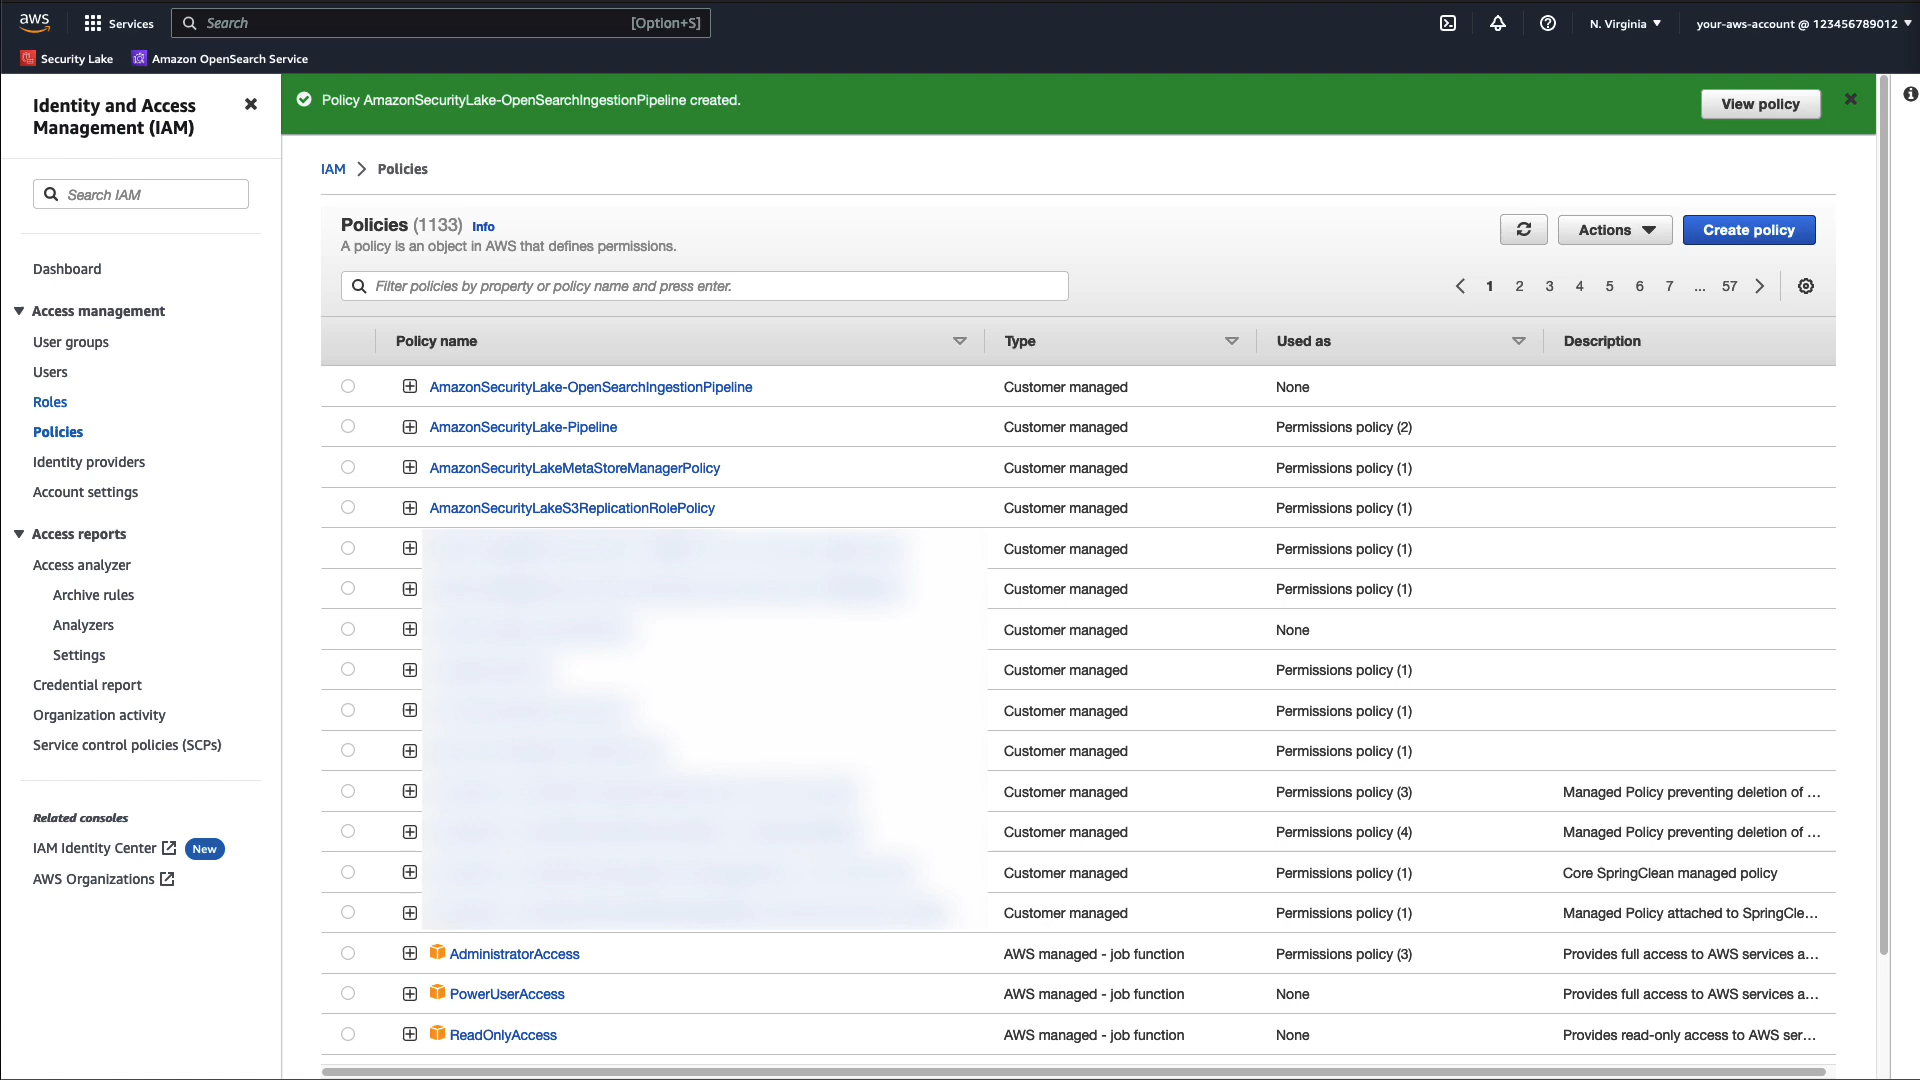 aws
Services
Search
[Option+S]
N. Virginia
your-aws-account @ 123456789012
Security Lake
Amazon OpenSearch Service
Identity and Access
Management (IAM)
Search IAM
Dashboard
Access management
User groups
Users
Roles
Policies
Identity providers
Account settings
Access reports
Access analyzer
Archive rules
Analyzers
Settings
Credential report
Organization activity
Service control policies (SCPs)
Related consoles
IAM Identity Center New
AWS Organizations
Policy AmazonSecurityLake-OpenSearchIngestionPipeline created.
View policy
IAM > Policies
Policies (1133) Info
A policy is an object in AWS that defines permissions.
Actions
Create policy
Filter policies by property or policy name and press enter.
1 2 3 4 5 6 7 ... 57
Policy name Type Used as Description
AmazonSecurityLake-OpenSearchIngestionPipeline Customer managed None
AmazonSecurityLake-Pipeline Customer managed Permissions policy (2)
AmazonSecurityLakeMetaStoreManagerPolicy Customer managed Permissions policy (1)
AmazonSecurityLakeS3ReplicationRolePolicy Customer managed Permissions policy (1)
Customer managed Permissions policy (1)
Customer managed Permissions policy (1)
Customer managed None
Customer managed Permissions policy (1)
Customer managed Permissions policy (1)
Customer managed Permissions policy (1)
Customer managed Permissions policy (3) Managed Policy preventing deletion of ...
Customer managed Permissions policy (4) Managed Policy preventing deletion of ...
Customer managed Permissions policy (1) Core SpringClean managed policy
Customer managed Permissions policy (1) Managed Policy attached to SpringCle...
AdministratorAccess AWS managed - job function Permissions policy (3) Provides full access to AWS services a...
PowerUserAccess AWS managed - job function None Provides full access to AWS services a...
ReadOnlyAccess AWS managed - job function None Provides read-only access to AWS ser...